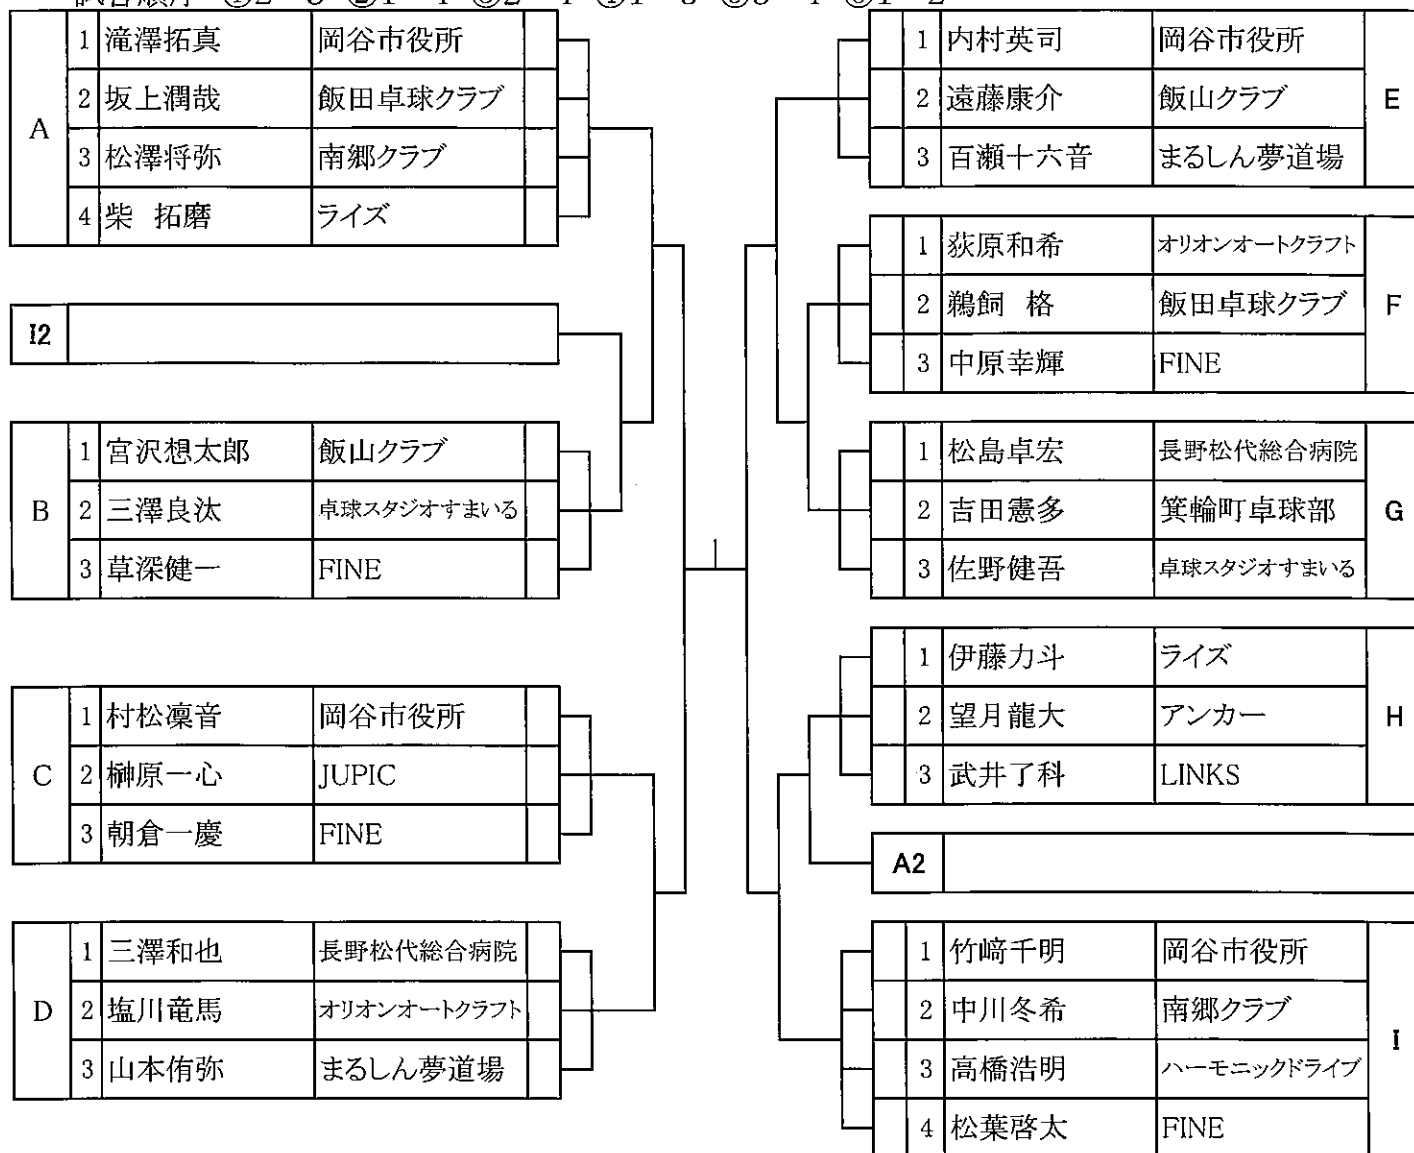 A
1 滝澤拓真 岡谷市役所
2 坂上潤哉 飯田卓球クラブ
3 松澤将弥 南郷クラブ
4 柴 拓磨 ライズ
I2
B
1 宮沢想太郎 飯山クラブ
2 三澤良汰 卓球スタジオすまいる
3 草深健一 FINE
C
1 村松凜音 岡谷市役所
2 榊原一心 JUPIC
3 朝倉一慶 FINE
D
1 三澤和也 長野松代総合病院
2 塩川竜馬 オリオンオートクラフト
3 山本侑弥 まるしん夢道場
1 内村英司 岡谷市役所
2 遠藤康介 飯山クラブ
3 百瀬十六音 まるしん夢道場
E
1 荻原和希 オリオンオートクラフト
2 鵜飼 格 飯田卓球クラブ
3 中原幸輝 FINE
F
1 松島卓宏 長野松代総合病院
2 吉田憲多 箕輪町卓球部
3 佐野健吾 卓球スタジオすまいる
G
1 伊藤力斗 ライズ
2 望月龍大 アンカー
3 武井了科 LINKS
H
A2
1 竹﨑千明 岡谷市役所
2 中川冬希 南郷クラブ
3 高橋浩明 ハーモニックドライブ
4 松葉啓太 FINE
I